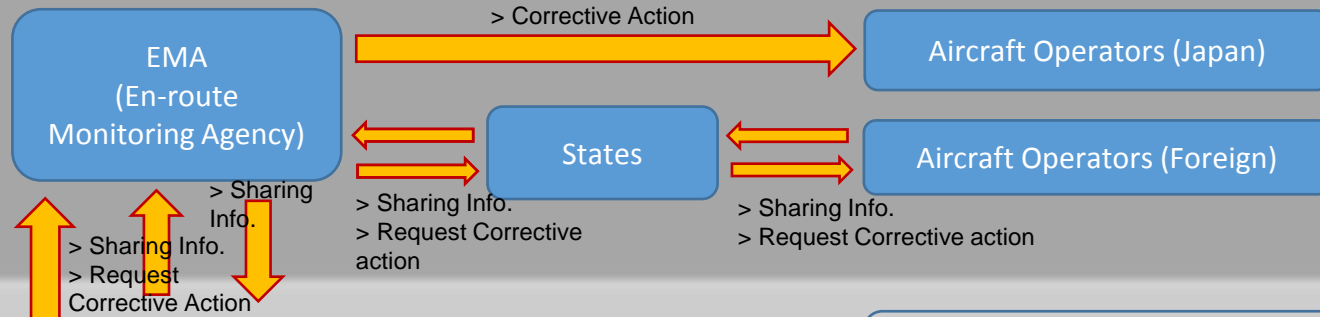 > Corrective Action
EMA
(En-route
Monitoring Agency)
Aircraft Operators (Japan)
States
Aircraft Operators (Foreign)
> Sharing
Info.
> Sharing Info.
> Request Corrective
action
> Sharing Info.
> Request Corrective action
> Sharing Info.
> Request
Corrective Action